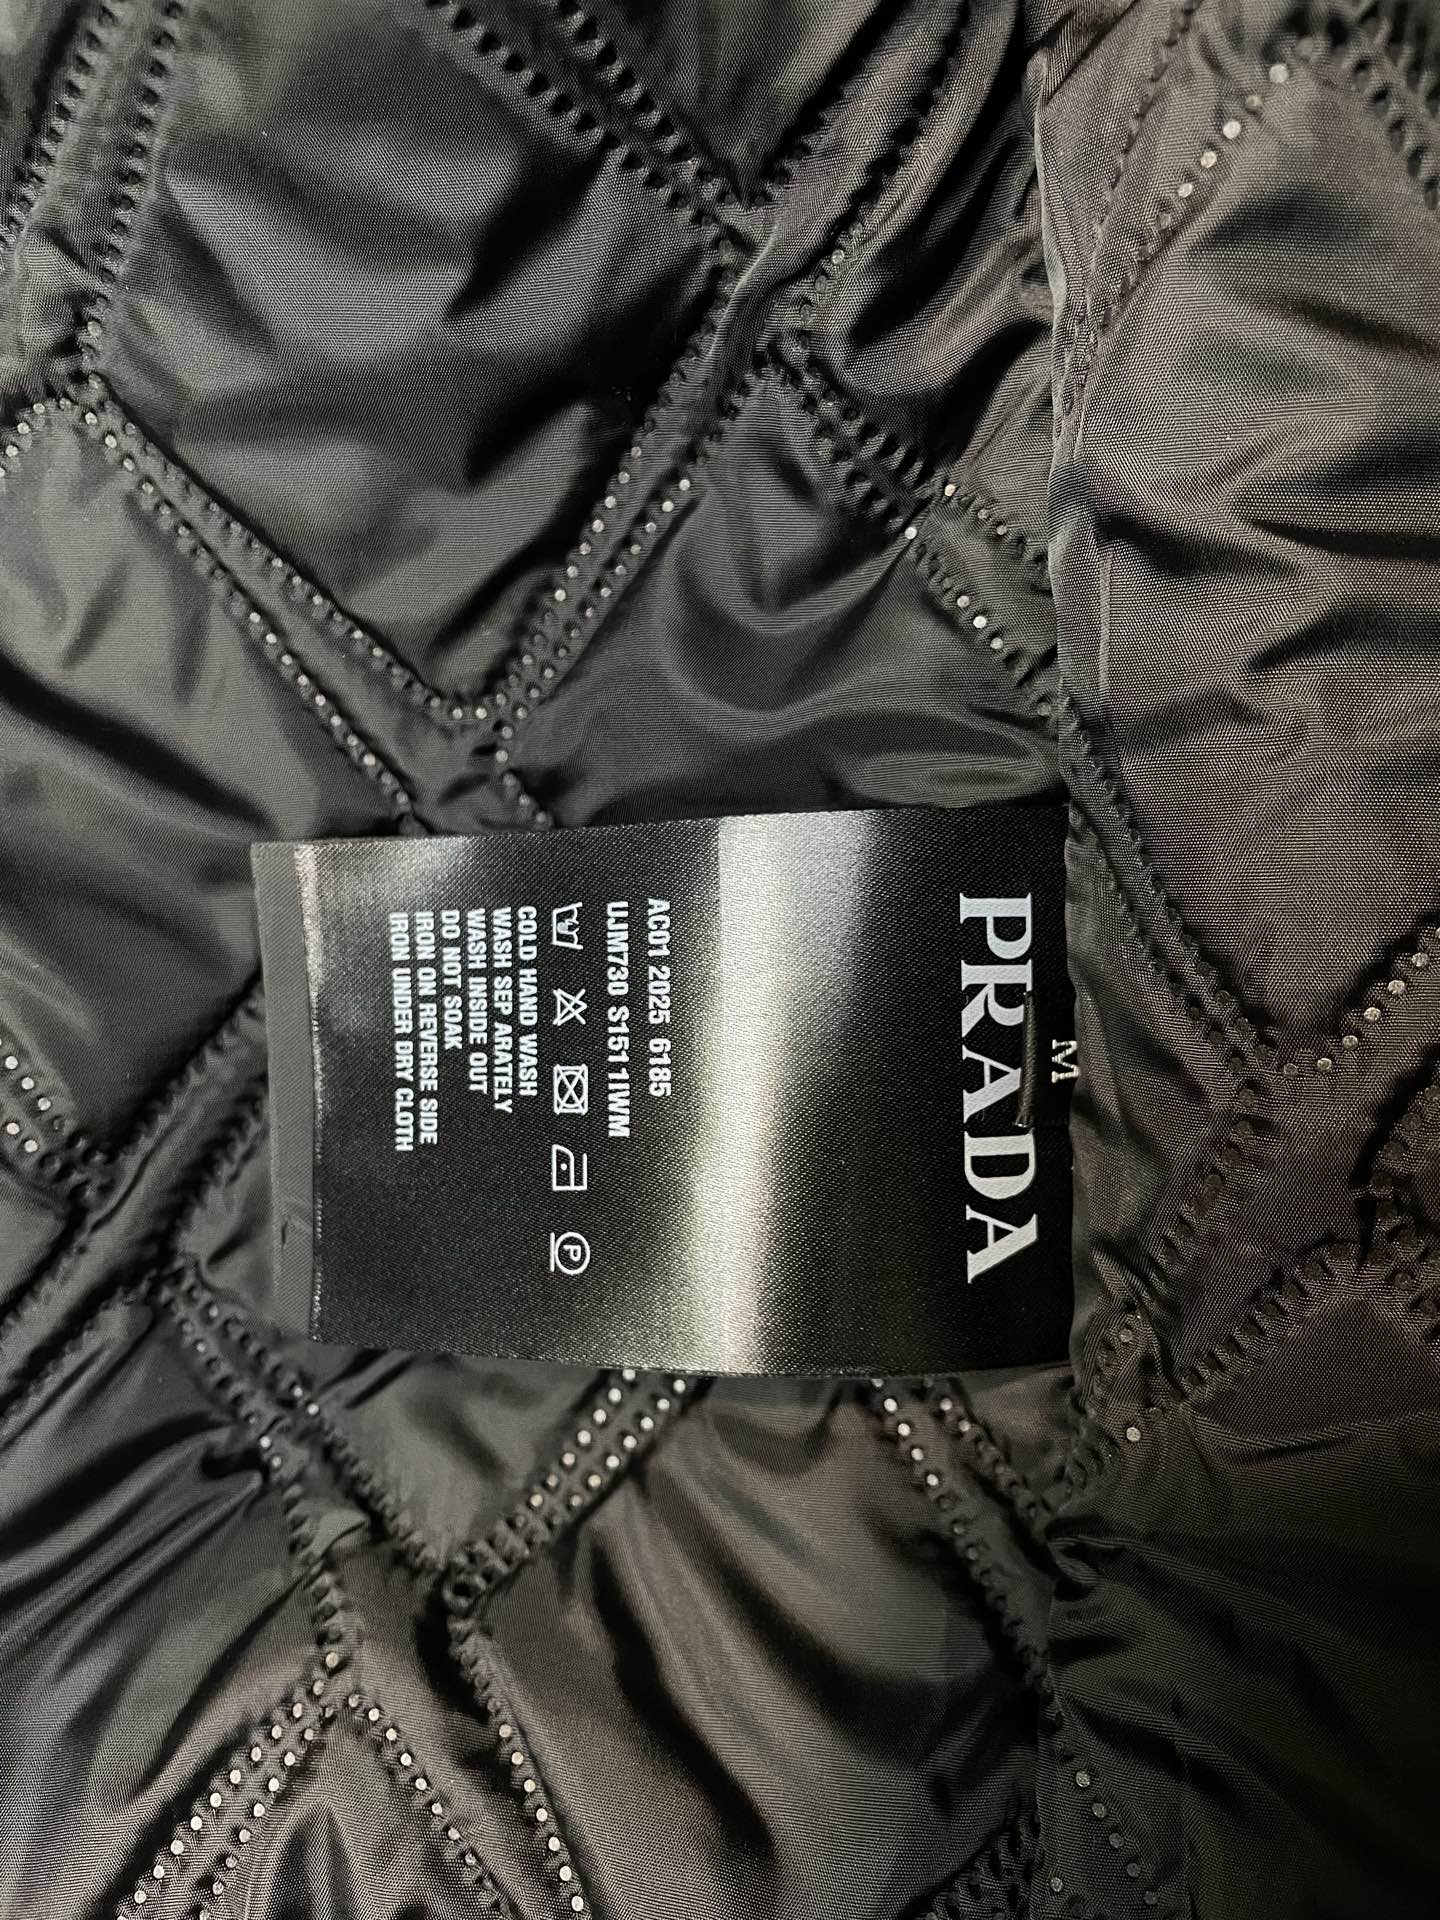 M
PRADA
AC01 2025 6185
UJM730 S151 1IWM
P
COLD HAND WASH
WASH SEP ARATELY
WASH INSIDE OUT
DO NOT SOAK
IRON ON REVERSE SIDE
IRON UNDER DRY CLOTH